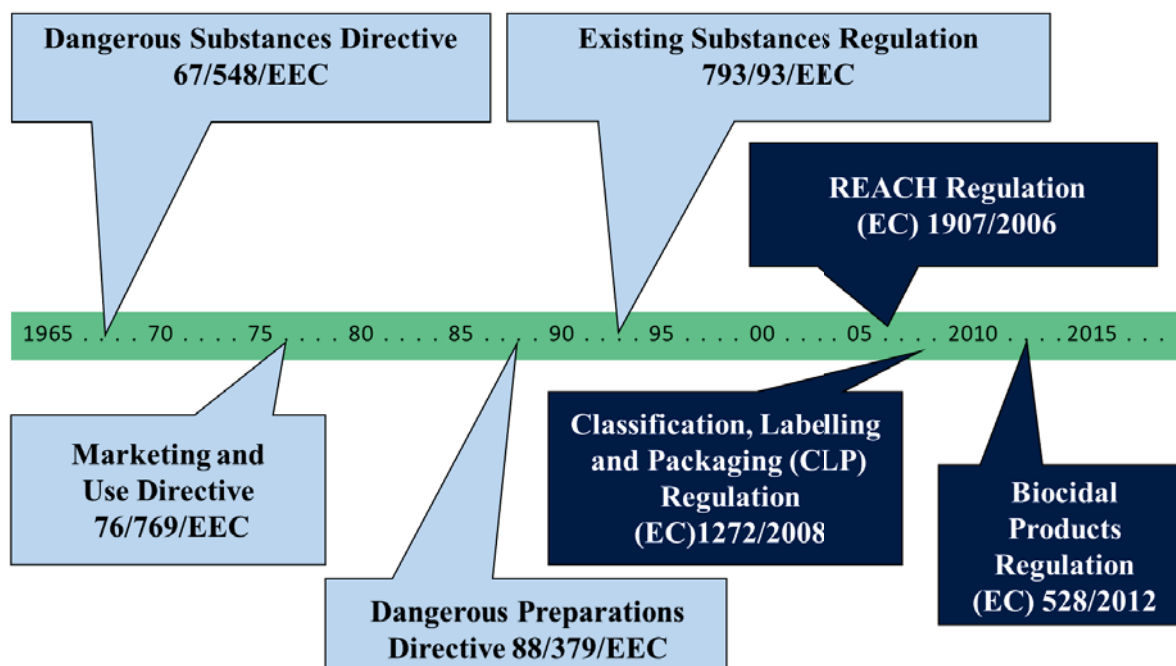 Dangerous Substances Directive
67/548/EEC
Existing Substances Regulation
793/93/EEC
REACH Regulation
(EC) 1907/2006
1965 . . . . 70 . . . . 75 . . . . 80 . . . . 85 . . . . 90 . . . . 95 . . . . 00 . . . . 05 . . . . 2010 . . . . 2015 . . .
Marketing and
Use Directive
76/769/EEC
Dangerous Preparations
Directive 88/379/EEC
Classification, Labelling
and Packaging (CLP)
Regulation
(EC)1272/2008
Biocidal
Products
Regulation
(EC) 528/2012